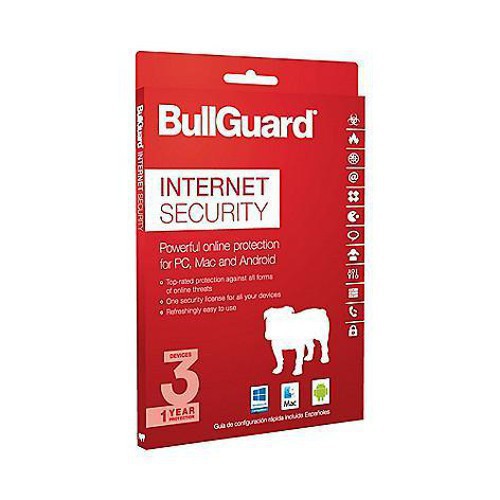 BullGuard®
INTERNET
SECURITY
Powerful online protection
for PC, Mac and Android
• Top-rated protection against all forms
of online threats
• One security license for all your devices
• Refreshingly easy to use
DEVICES
3
1 YEAR
PROTECTION
Windows
Mac
Guía de configuración rápida incluida Españoles
BullGuard INTERNET SECURITY